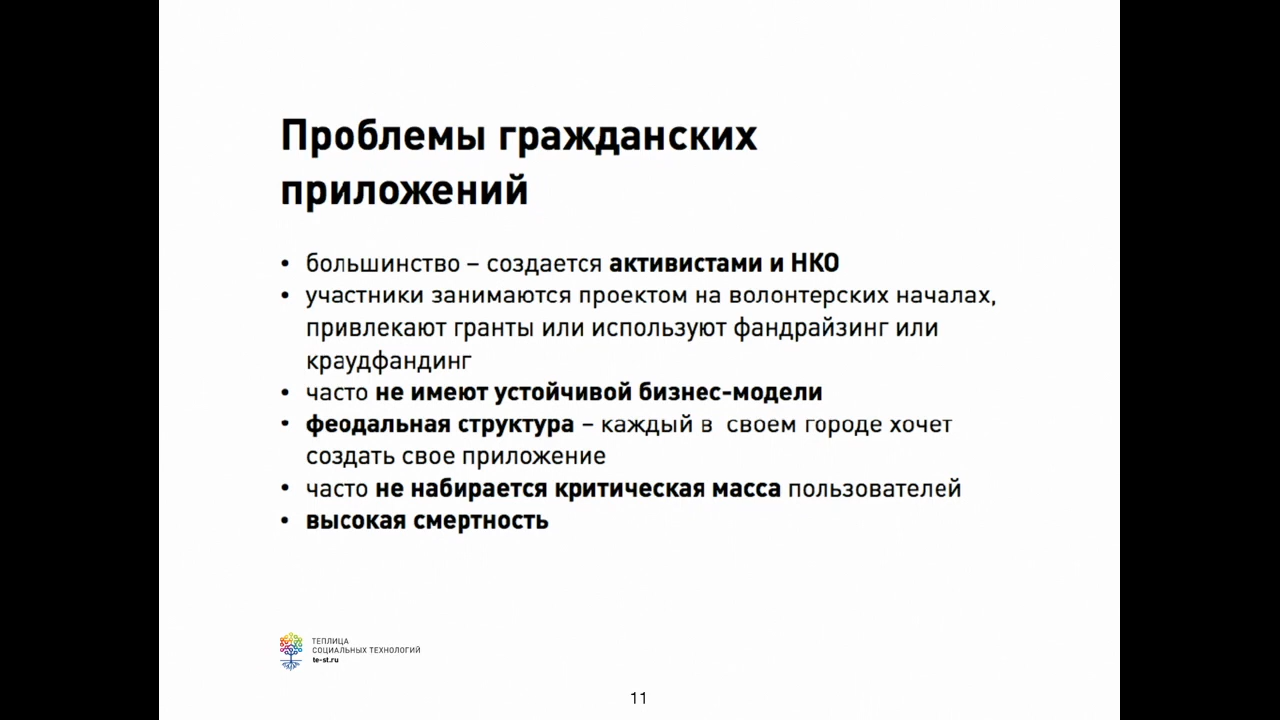 Проблемы гражданских
приложений
• большинство – создается активистами и НКО
• участники занимаются проектом на волонтерских началах,
привлекают гранты или используют фандрайзинг или
краудфандинг
• часто не имеют устойчивой бизнес-модели
• феодальная структура – каждый в  своем городе хочет
создать свое приложение
• часто не набирается критическая масса пользователей
• высокая смертность
ТЕПЛИЦА
СОЦИАЛЬНЫХ ТЕХНОЛОГИЙ
te-st.ru
11